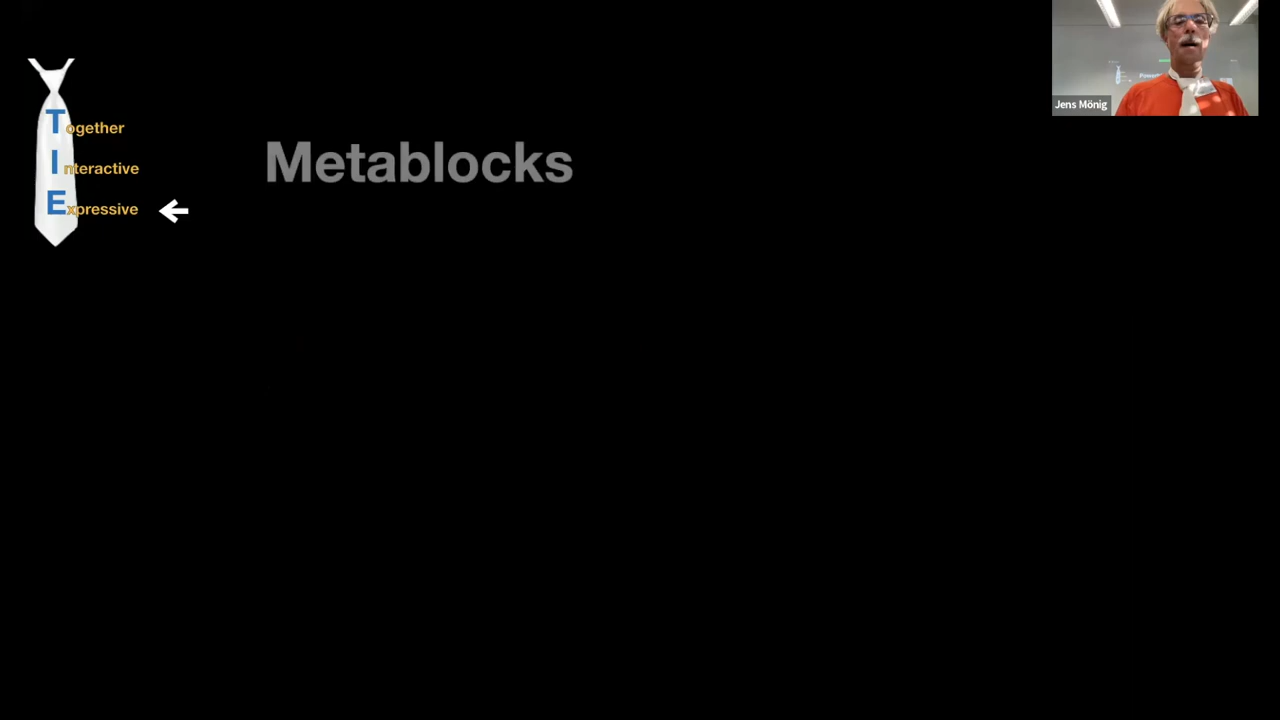 Together
Interactive
Expressive
Metablocks
Jens Mönig